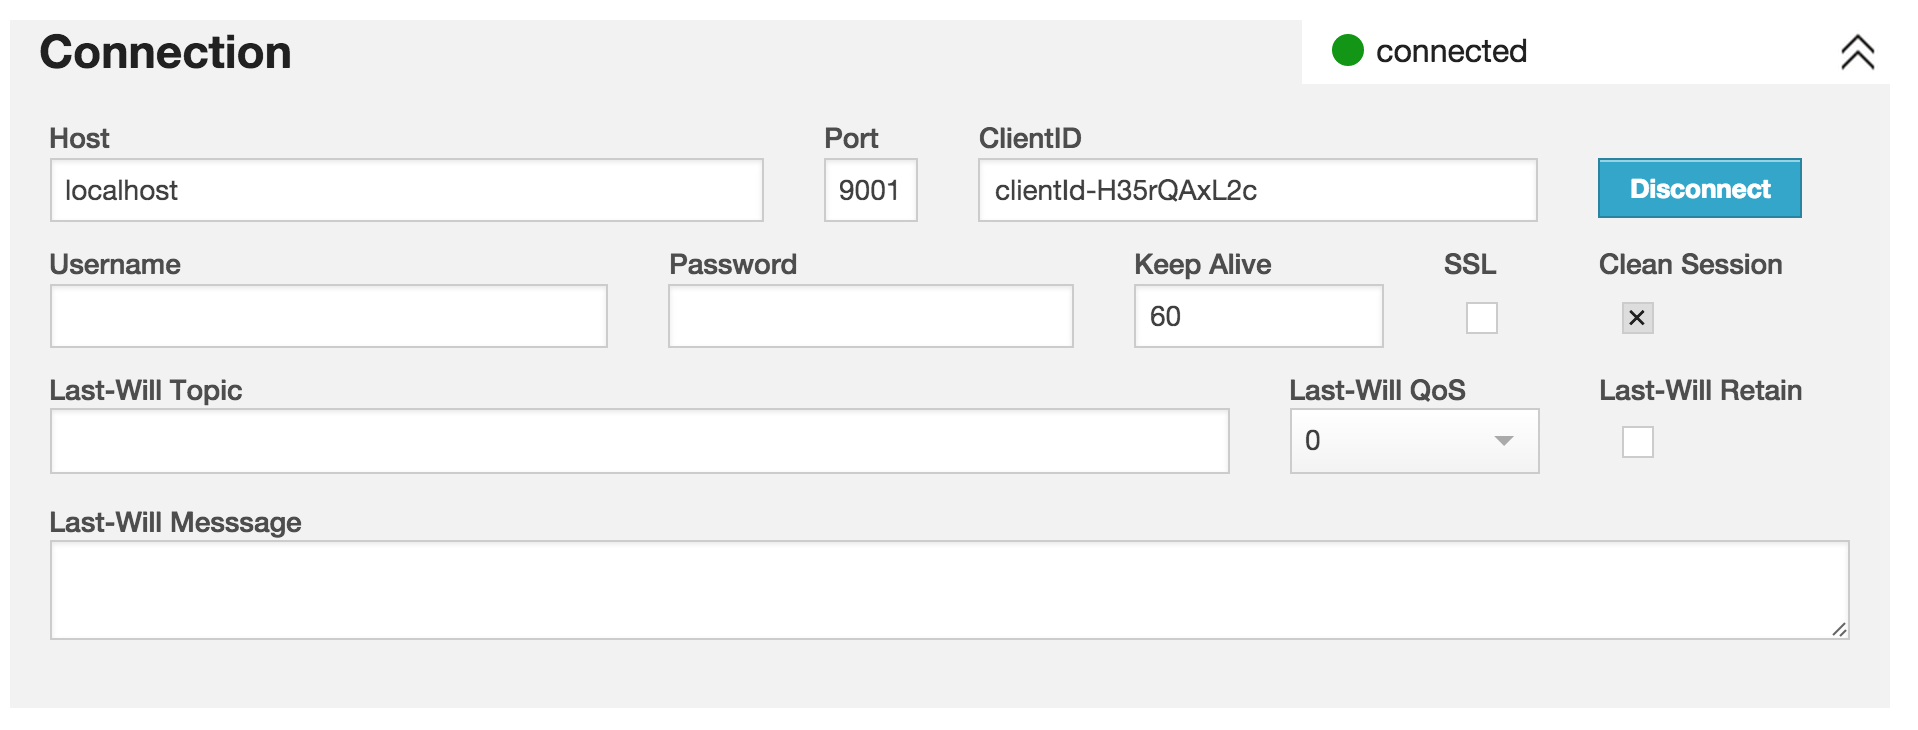 Connection
connected
Host Port ClientID
localhost 9001 clientId-H35rQAxL2c Disconnect
Username Password Keep Alive SSL Clean Session
60
Last-Will Topic Last-Will QoS Last-Will Retain
0
Last-Will Messsage